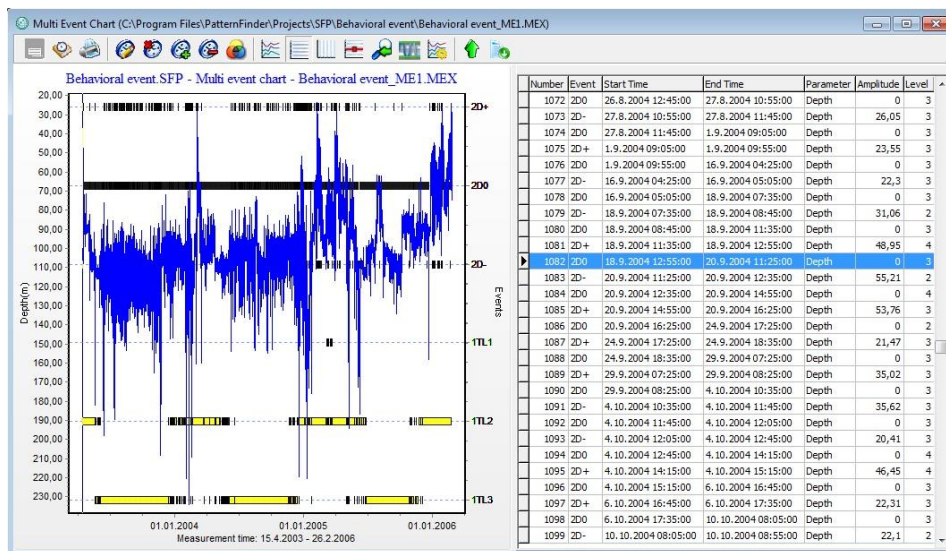 Multi Event Chart (C:\Program Files\PatternFinder\Projects\SFP\Behavioral event\Behavioral event_ME1.MEX)
Behavioral event.SFP - Multi event chart - Behavioral event_ME1.MEX
20,00
30,00
40,00
50,00
60,00
70,00
80,00
90,00
100,00
110,00
120,00
130,00
140,00
150,00
160,00
170,00
180,00
190,00
200,00
210,00
220,00
230,00
Depth(m)
2D+
2D0
2D-
1TL1
1TL2
1TL3
Events
01.01.2004 01.01.2005 01.01.2006
Measurement time: 15.4.2003 - 26.2.2006
Number Event Start Time End Time Parameter Amplitude Level
1072 2D0 26.8.2004 12:45:00 27.8.2004 10:55:00 Depth 0 3
1073 2D- 27.8.2004 10:55:00 27.8.2004 11:45:00 Depth 26,05 3
1074 2D0 27.8.2004 11:45:00 1.9.2004 09:05:00 Depth 0 3
1075 2D+ 1.9.2004 09:05:00 1.9.2004 09:55:00 Depth 23,55 3
1076 2D0 1.9.2004 09:55:00 16.9.2004 04:25:00 Depth 0 3
1077 2D- 16.9.2004 04:25:00 16.9.2004 05:05:00 Depth 22,3 3
1078 2D0 16.9.2004 05:05:00 18.9.2004 07:35:00 Depth 0 3
1079 2D- 18.9.2004 07:35:00 18.9.2004 08:45:00 Depth 31,06 2
1080 2D0 18.9.2004 08:45:00 18.9.2004 11:35:00 Depth 0 3
1081 2D+ 18.9.2004 11:35:00 18.9.2004 12:55:00 Depth 48,95 4
1082 2D0 18.9.2004 12:55:00 20.9.2004 11:25:00 Depth 0 3
1083 2D- 20.9.2004 11:25:00 20.9.2004 12:35:00 Depth 55,21 2
1084 2D0 20.9.2004 12:35:00 20.9.2004 14:55:00 Depth 0 4
1085 2D+ 20.9.2004 14:55:00 20.9.2004 16:25:00 Depth 53,76 3
1086 2D0 20.9.2004 16:25:00 24.9.2004 17:25:00 Depth 0 2
1087 2D+ 24.9.2004 17:25:00 24.9.2004 18:35:00 Depth 21,47 3
1088 2D0 24.9.2004 18:35:00 29.9.2004 07:25:00 Depth 0 3
1089 2D+ 29.9.2004 07:25:00 29.9.2004 08:25:00 Depth 35,02 3
1090 2D0 29.9.2004 08:25:00 4.10.2004 10:35:00 Depth 0 3
1091 2D- 4.10.2004 10:35:00 4.10.2004 11:45:00 Depth 35,62 3
1092 2D0 4.10.2004 11:45:00 4.10.2004 12:05:00 Depth 0 3
1093 2D- 4.10.2004 12:05:00 4.10.2004 12:45:00 Depth 20,41 3
1094 2D0 4.10.2004 12:45:00 4.10.2004 14:15:00 Depth 0 4
1095 2D+ 4.10.2004 14:15:00 4.10.2004 15:15:00 Depth 46,45 4
1096 2D0 4.10.2004 15:15:00 6.10.2004 16:45:00 Depth 0 3
1097 2D+ 6.10.2004 16:45:00 6.10.2004 17:35:00 Depth 22,31 3
1098 2D0 6.10.2004 17:35:00 10.10.2004 08:05:00 Depth 0 3
1099 2D- 10.10.2004 08:05:00 10.10.2004 09:05:00 Depth 22,1 2